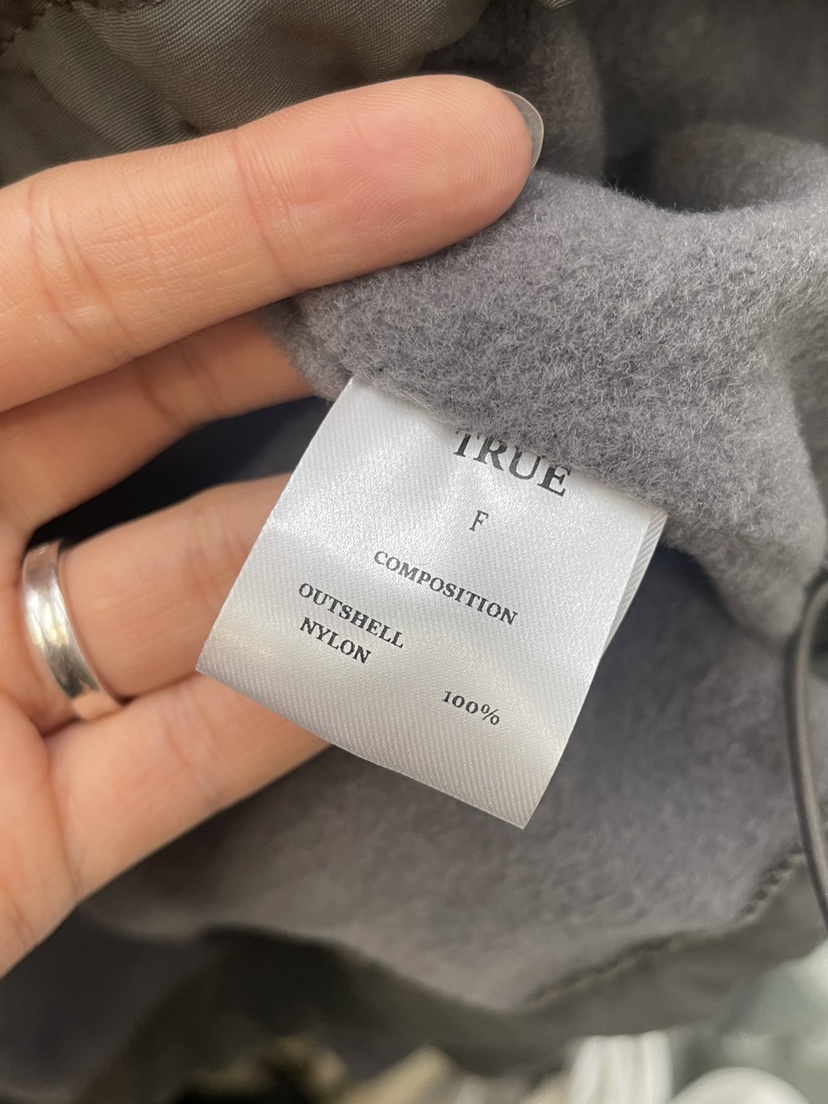 TRUE
F
COMPOSITION
OUTSHELL
NYLON
100%